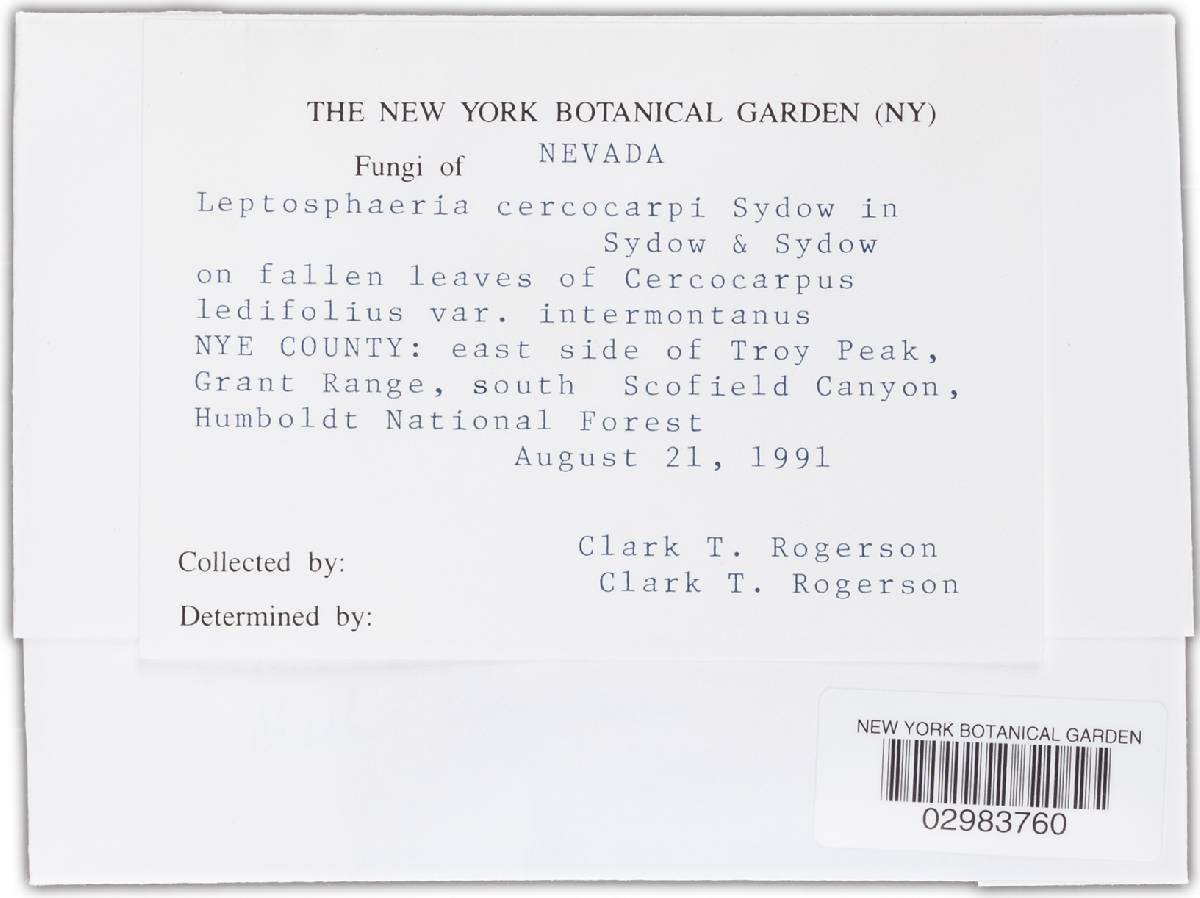 THE NEW YORK BOTANICAL GARDEN (NY)
Fungi of NEVADA
Leptosphaeria cercocarpi Sydow in
Sydow & Sydow
on fallen leaves of Cercocarpus
ledifolius var. intermontanus
NYE COUNTY: east side of Troy Peak,
Grant Range, south Scofield Canyon,
Humboldt National Forest
August 21, 1991
Collected by: Clark T. Rogerson
Determined by: Clark T. Rogerson
NEW YORK BOTANICAL GARDEN
02983760